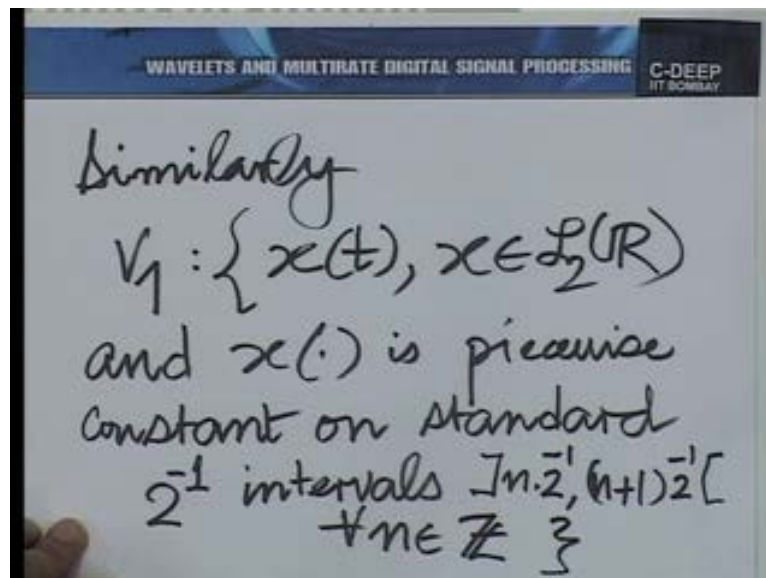 WAVELETS AND MULTIRATE DIGITAL SIGNAL PROCESSING
C-DEEP
IIT BOMBAY
Similarly
V₁ : { x(t), x ∈ ℒ₂(ℝ)
and x(·) is piecewise
constant on standard
2⁻¹ intervals ]n.2⁻¹, (n+1)2⁻¹[
∀n ∈ ℤ }